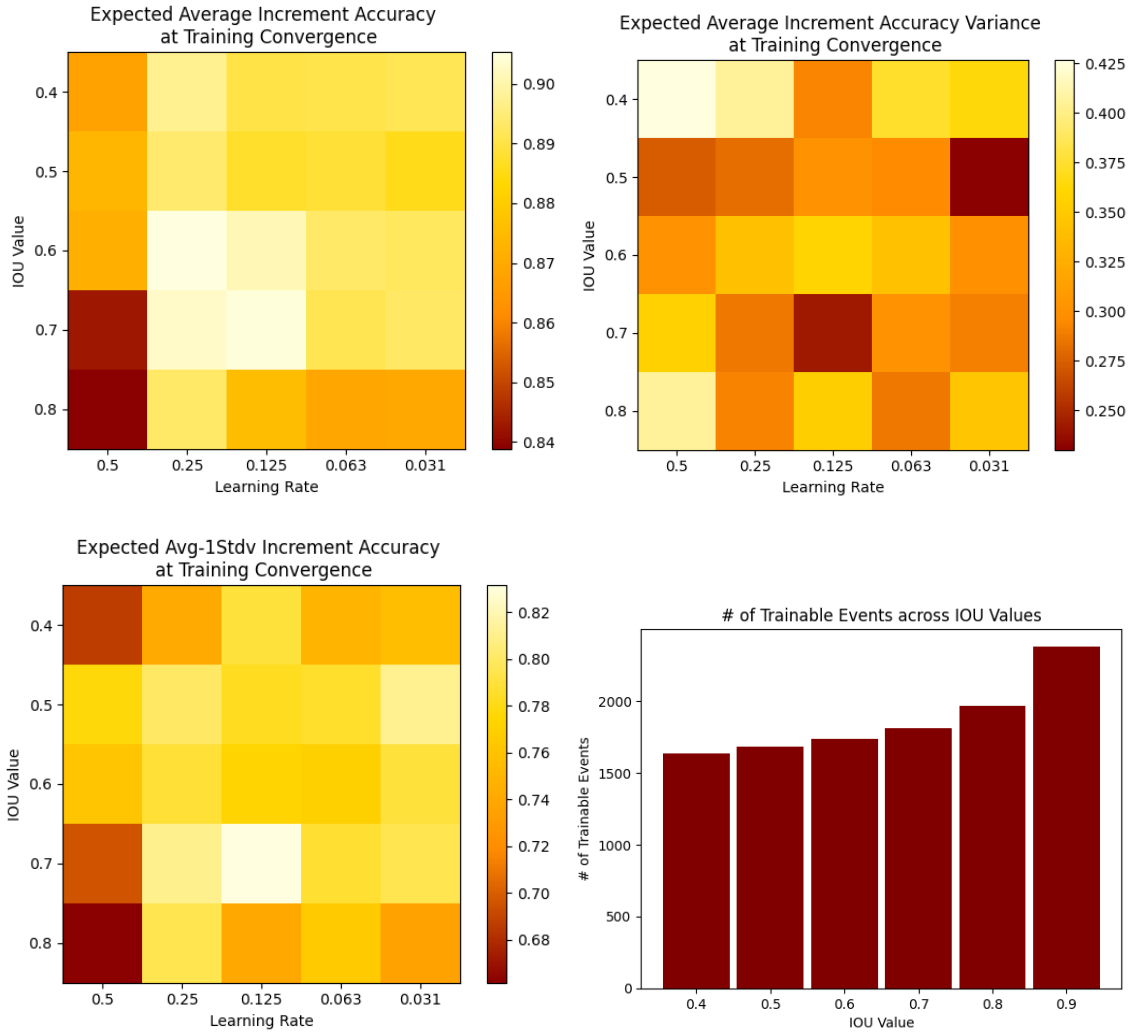 Expected Average Increment Accuracy
at Training Convergence
0.4
0.5
0.6
0.7
0.8
IOU Value
0.5 0.25 0.125 0.063 0.031
Learning Rate
0.90
0.89
0.88
0.87
0.86
0.85
0.84
Expected Average Increment Accuracy Variance
at Training Convergence
0.4
0.5
0.6
0.7
0.8
IOU Value
0.5 0.25 0.125 0.063 0.031
Learning Rate
0.425
0.400
0.375
0.350
0.325
0.300
0.275
0.250
Expected Avg-1Stdv Increment Accuracy
at Training Convergence
0.4
0.5
0.6
0.7
0.8
IOU Value
0.5 0.25 0.125 0.063 0.031
Learning Rate
0.82
0.80
0.78
0.76
0.74
0.72
0.70
0.68
# of Trainable Events across IOU Values
2000
1500
1000
500
0
# of Trainable Events
0.4 0.5 0.6 0.7 0.8 0.9
IOU Value